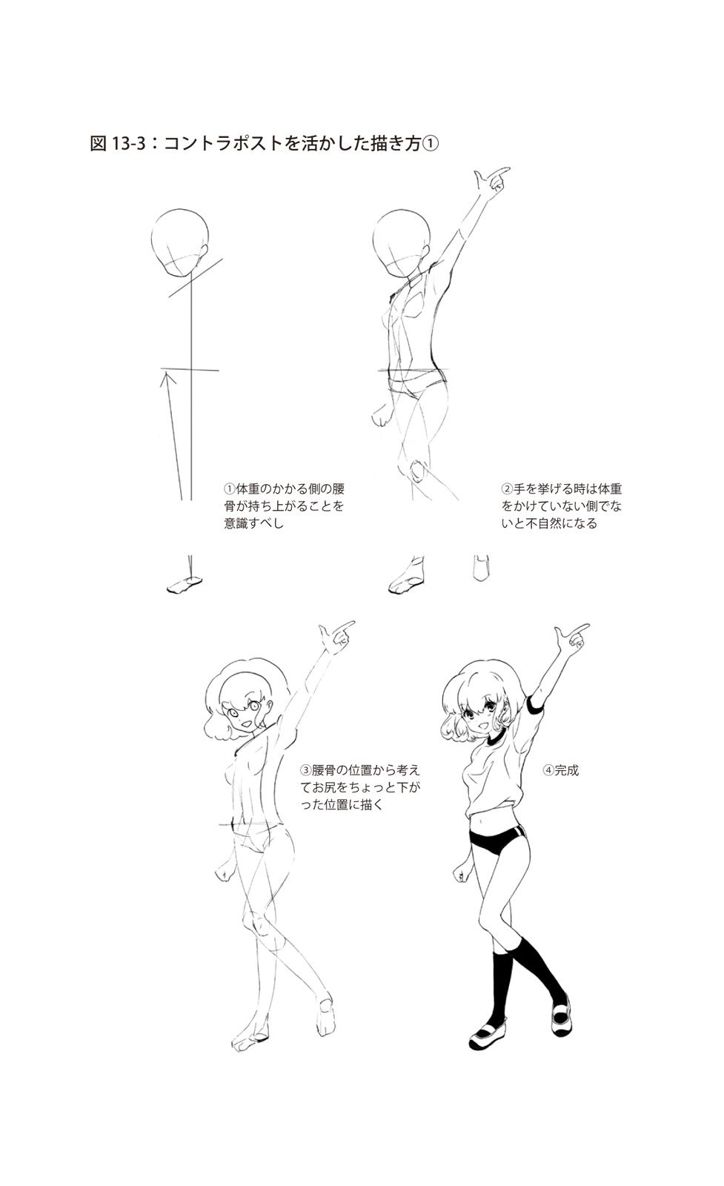 図 13-3：コントラポストを活かした描き方①
①体重のかかる側の腰
骨が持ち上がることを
意識すべし
②手を挙げる時は体重
をかけていない側でな
いと不自然になる
③腰骨の位置から考え
てお尻をちょっと下が
った位置に描く
④完成